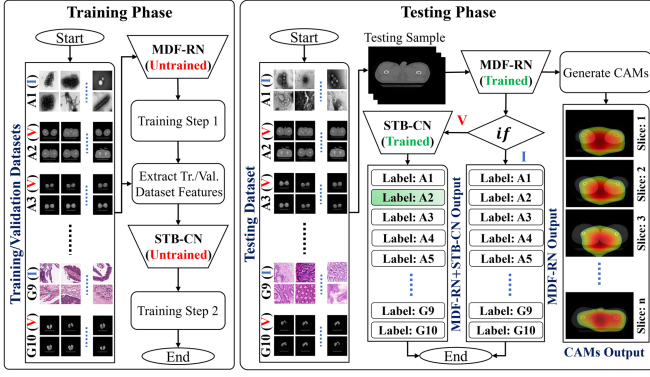 Training Phase
Start
Training/Validation Datasets
A1 (I)
A2 (V)
A3 (V)
G9 (I)
G10 (V)
MDF-RN
(Untrained)
Training Step 1
Extract Tr./Val.
Dataset Features
STB-CN
(Untrained)
Training Step 2
End
Testing Phase
Start
Testing Dataset
A1 (I)
A2 (V)
A3 (V)
G9 (I)
G10 (V)
Testing Sample
MDF-RN
(Trained)
Generate CAMs
STB-CN
(Trained)
V
if
I
Label: A1
Label: A2
Label: A3
Label: A4
Label: A5
Label: G9
Label: G10
MDF-RN+STB-CN Output
Label: A1
Label: A2
Label: A3
Label: A4
Label: A5
Label: G9
Label: G10
MDF-RN Output
End
Slice: 1
Slice: 2
Slice: 3
Slice: n
CAMs Output